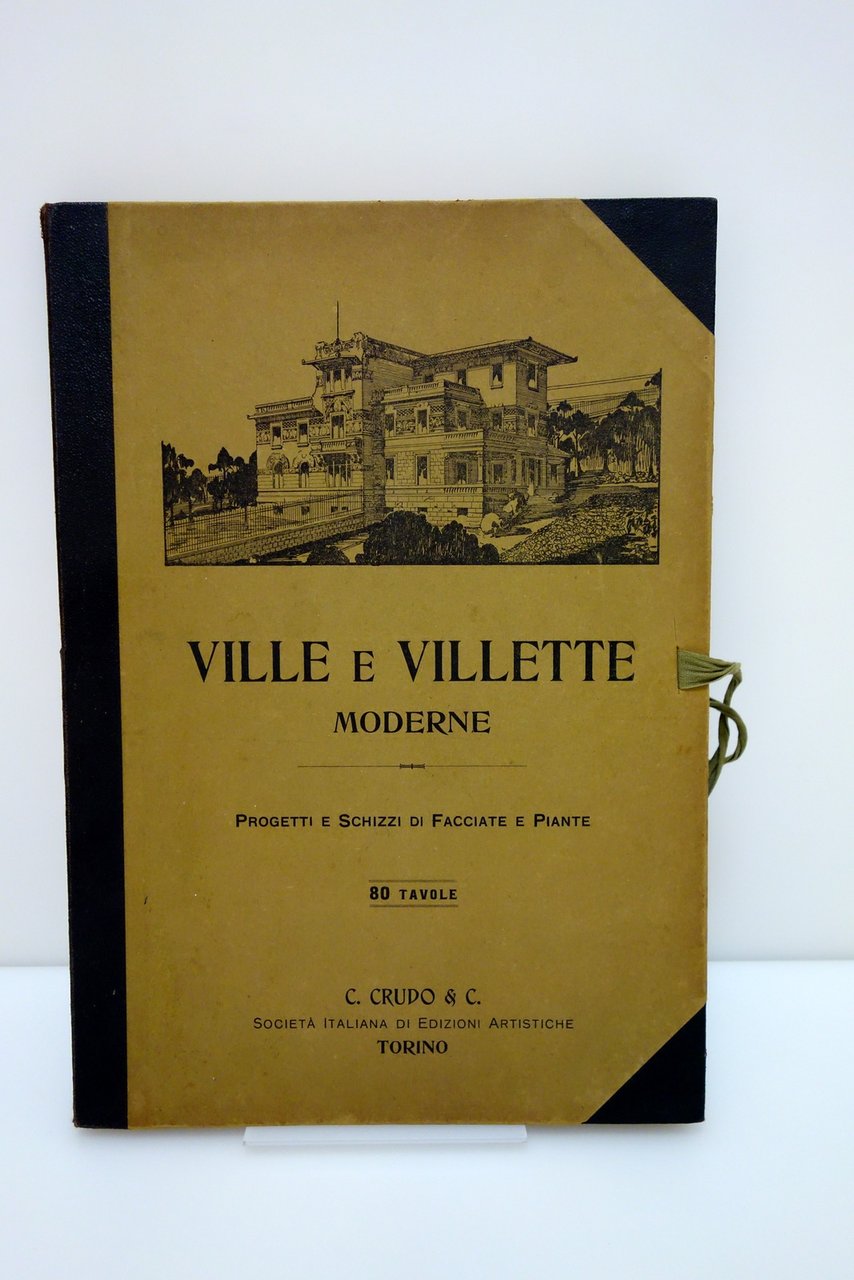 VILLE E VILLETTE
MODERNE
PROGETTI E SCHIZZI DI FACCIATE E PIANTE
80 TAVOLE
C. CRUDO & C.
SOCIETÀ ITALIANA DI EDIZIONI ARTISTICHE
TORINO